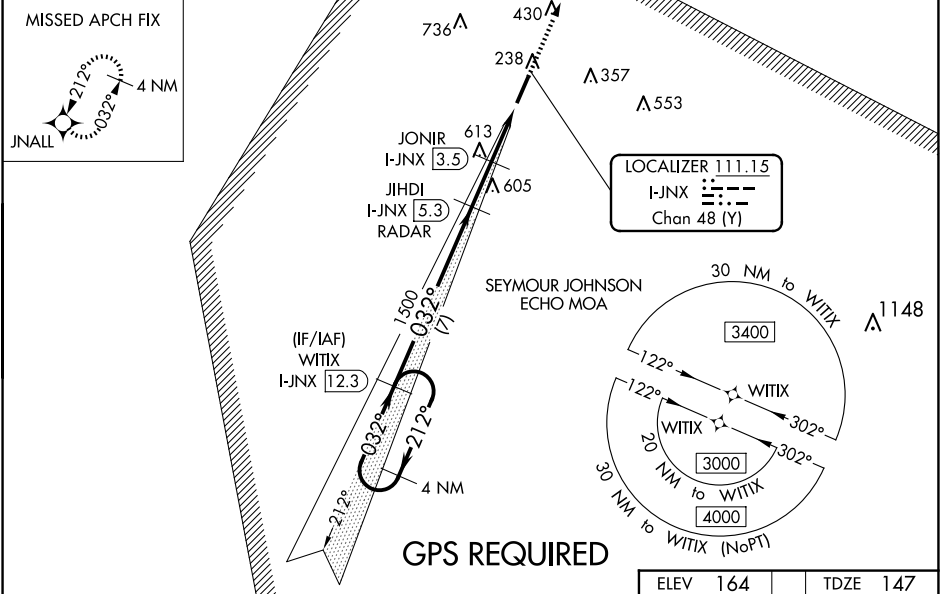 MISSED APCH FIX
212°
4 NM
032°
JNALL
736
430
238
357
553
JONIR
I-JNX 3.5
613
605
JIHDI
I-JNX 5.3
RADAR
LOCALIZER 111.15
I-JNX
Chan 48 (Y)
SEYMOUR JOHNSON
ECHO MOA
1500
032°
(7)
(IF/IAF)
WITIX
I-JNX 12.3
032°
212°
4 NM
212°
30 NM to WITIX
3400
1148
122°
WITIX
302°
122°
WITIX
302°
3000
20 NM to WITIX
4000
30 NM to WITIX (NoPT)
GPS REQUIRED
ELEV 164
TDZE 147